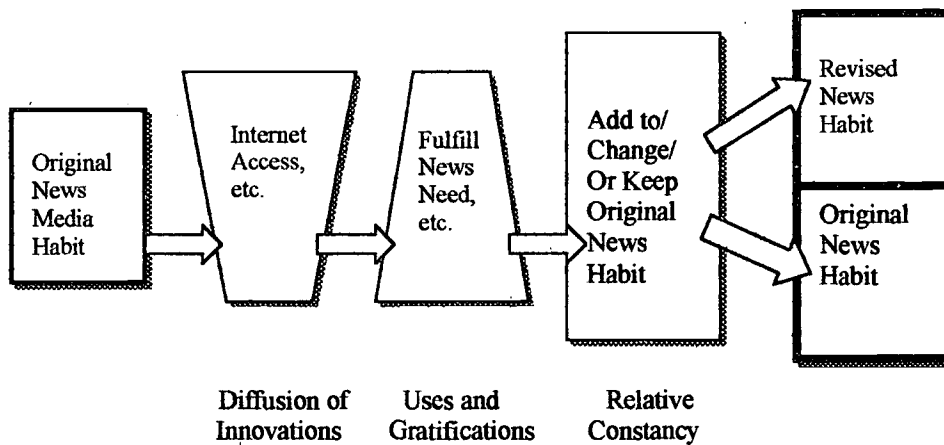 Original
News
Media
Habit
Internet
Access,
etc.
Fulfill
News
Need,
etc.
Add to/
Change/
Or Keep
Original
News
Habit
Revised
News
Habit
Original
News
Habit
Diffusion of
Innovations
Uses and
Gratifications
Relative
Constancy